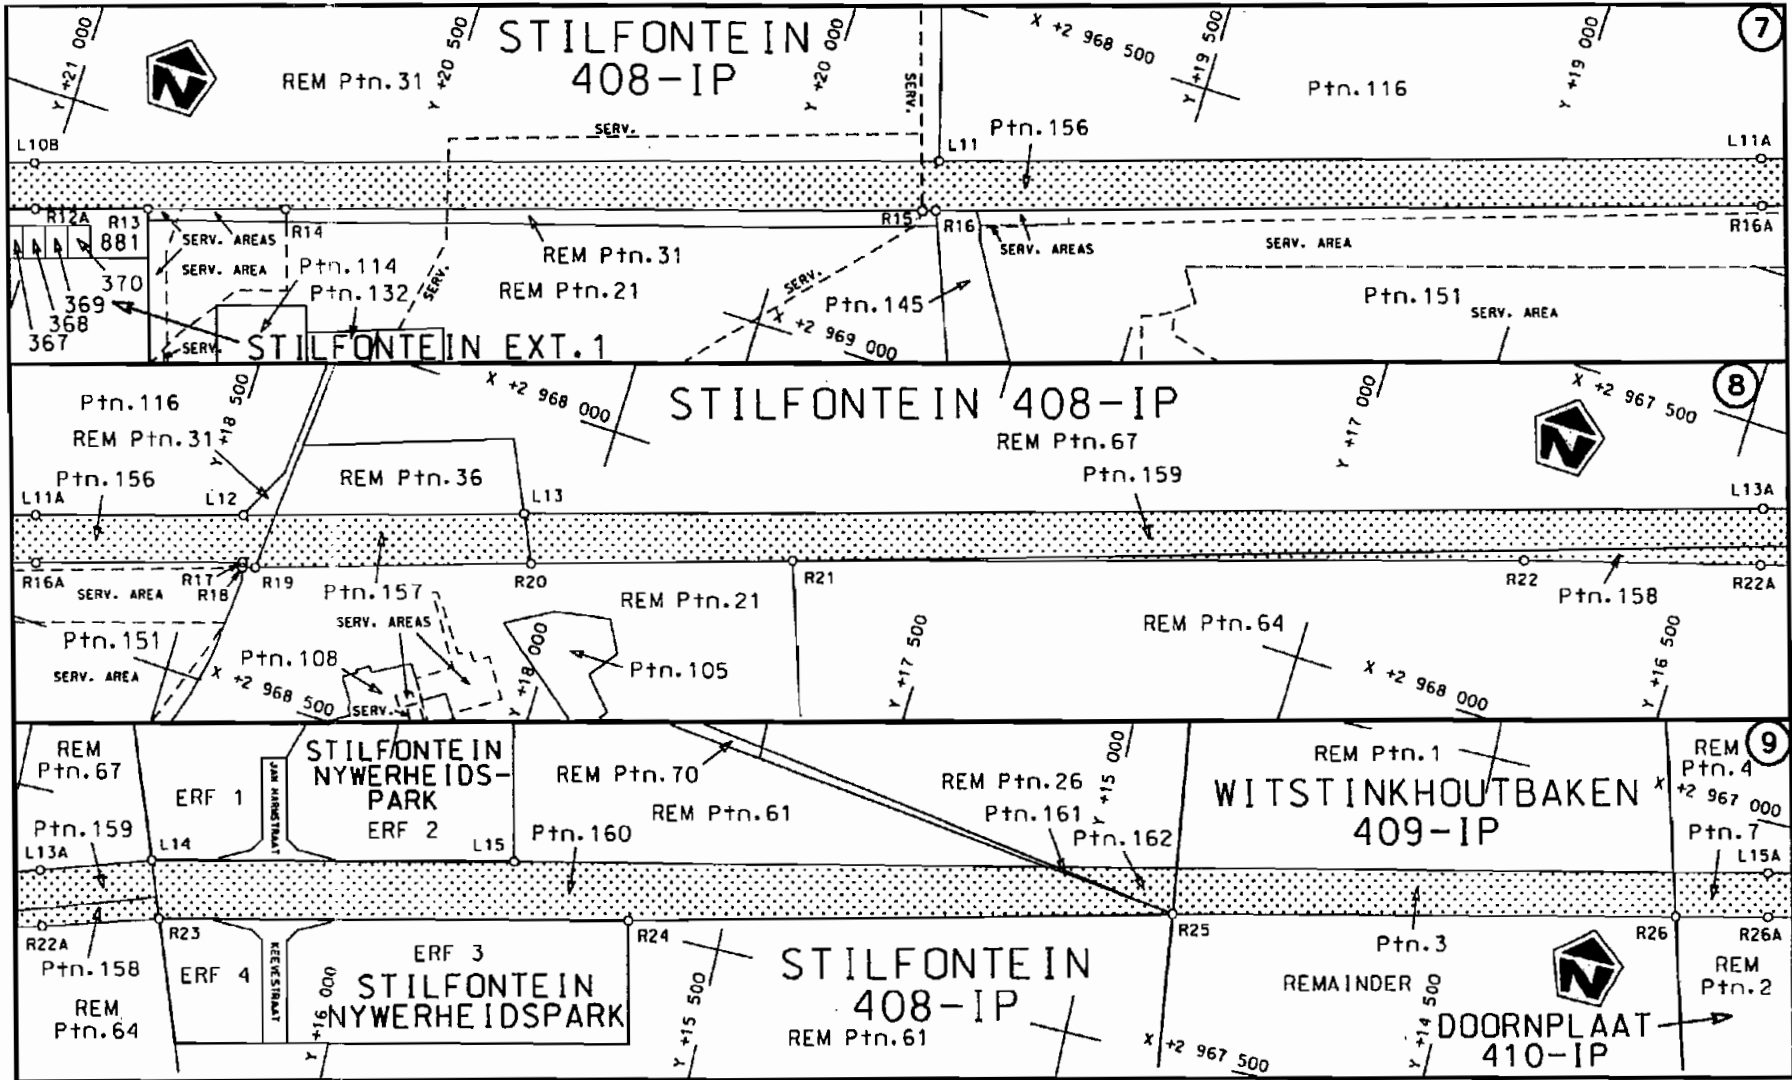 Y +21 000
Y +20 500
STILFONTEIN
408-IP
Y +20 000
X +2 968 500
Y +19 500
Y +19 000
7
N
REM Ptn.31
SERV.
SERV.
Ptn.116
Ptn.156
L10B
L11
L11A
R12A
R13
R14
R15
R16
R16A
881
SERV. AREAS
SERV. AREA
370
369
368
367
Ptn.114
Ptn.132
SERV.
SERV.
STILFONTEIN EXT.1
REM Ptn.31
REM Ptn.21
SERV.
Ptn.145
X +2 969 000
SERV. AREAS
SERV. AREA
Ptn.151
SERV. AREA
Ptn.116
REM Ptn.31
Y +18 500
X +2 968 000
STILFONTEIN 408-IP
REM Ptn.67
Y +17 000
X +2 967 500
8
N
Ptn.156
REM Ptn.36
Ptn.159
L11A
L12
L13
L13A
R16A
R17
R18
R19
R20
R21
R22
R22A
SERV. AREA
Ptn.157
SERV. AREAS
REM Ptn.21
Ptn.158
Ptn.151
SERV. AREA
X +2 968 500
Ptn.108
SERV.
Y +18 000
Ptn.105
Y +17 500
REM Ptn.64
X +2 968 000
Y +16 500
REM
Ptn.67
ERF 1
JAN HARMSTRAAT
STILFONTEIN
NYWERHEIDS-
PARK
ERF 2
REM Ptn.70
REM Ptn.61
REM Ptn.26
Y +15 000
REM Ptn.1
WITSTINKHOUTBAKEN
409-IP
REM
Ptn.4
9
X +2 967 000
Ptn.159
L13A
L14
L15
Ptn.160
Ptn.161
Ptn.162
Ptn.7
L15A
R22A
R23
R24
R25
R26
R26A
Ptn.158
REM
Ptn.64
ERF 4
KEEVESTRAAT
Y +16 000
ERF 3
STILFONTEIN
NYWERHEIDSPARK
Y +15 500
STILFONTEIN
408-IP
REM Ptn.61
X +2 967 500
Ptn.3
REMAINDER
Y +14 500
N
REM
Ptn.2
DOORNPLAAT
410-IP